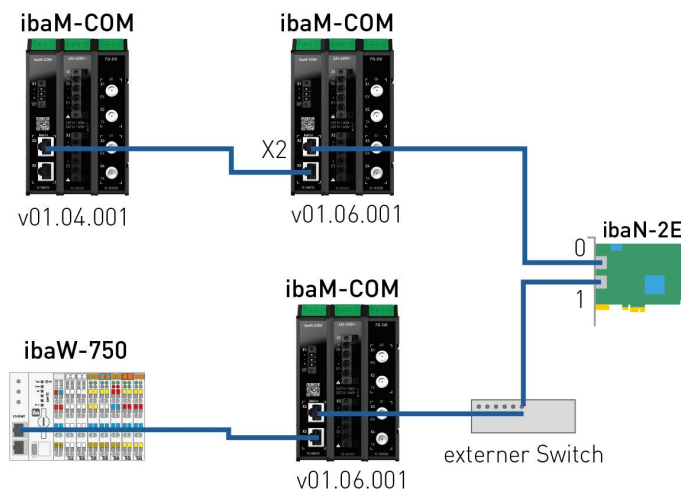 ibaM-COM
ibaM-COM
X2
v01.04.001
v01.06.001
ibaN-2E
0
1
ibaM-COM
ibaW-750
externer Switch
v01.06.001